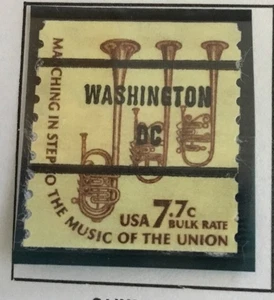 WASHINGTON
DC
MARCHING IN STEP TO THE MUSIC OF THE UNION
USA 7.7c
BULK RATE